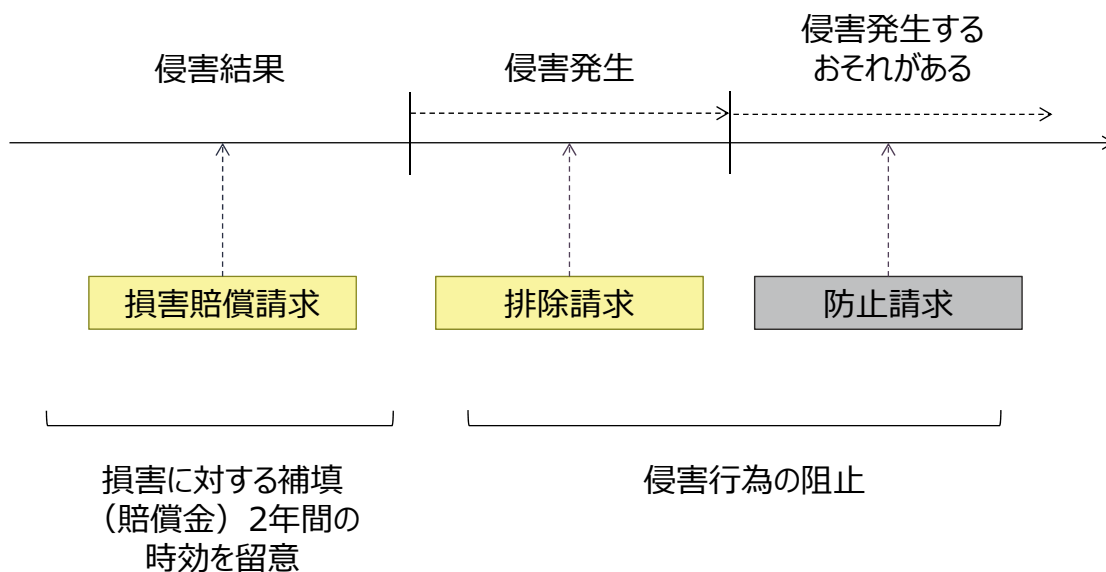 侵害結果
侵害発生
侵害発生する
おそれがある
損害賠償請求
排除請求
防止請求
損害に対する補填
（賠償金）2年間の
時効を留意
侵害行為の阻止